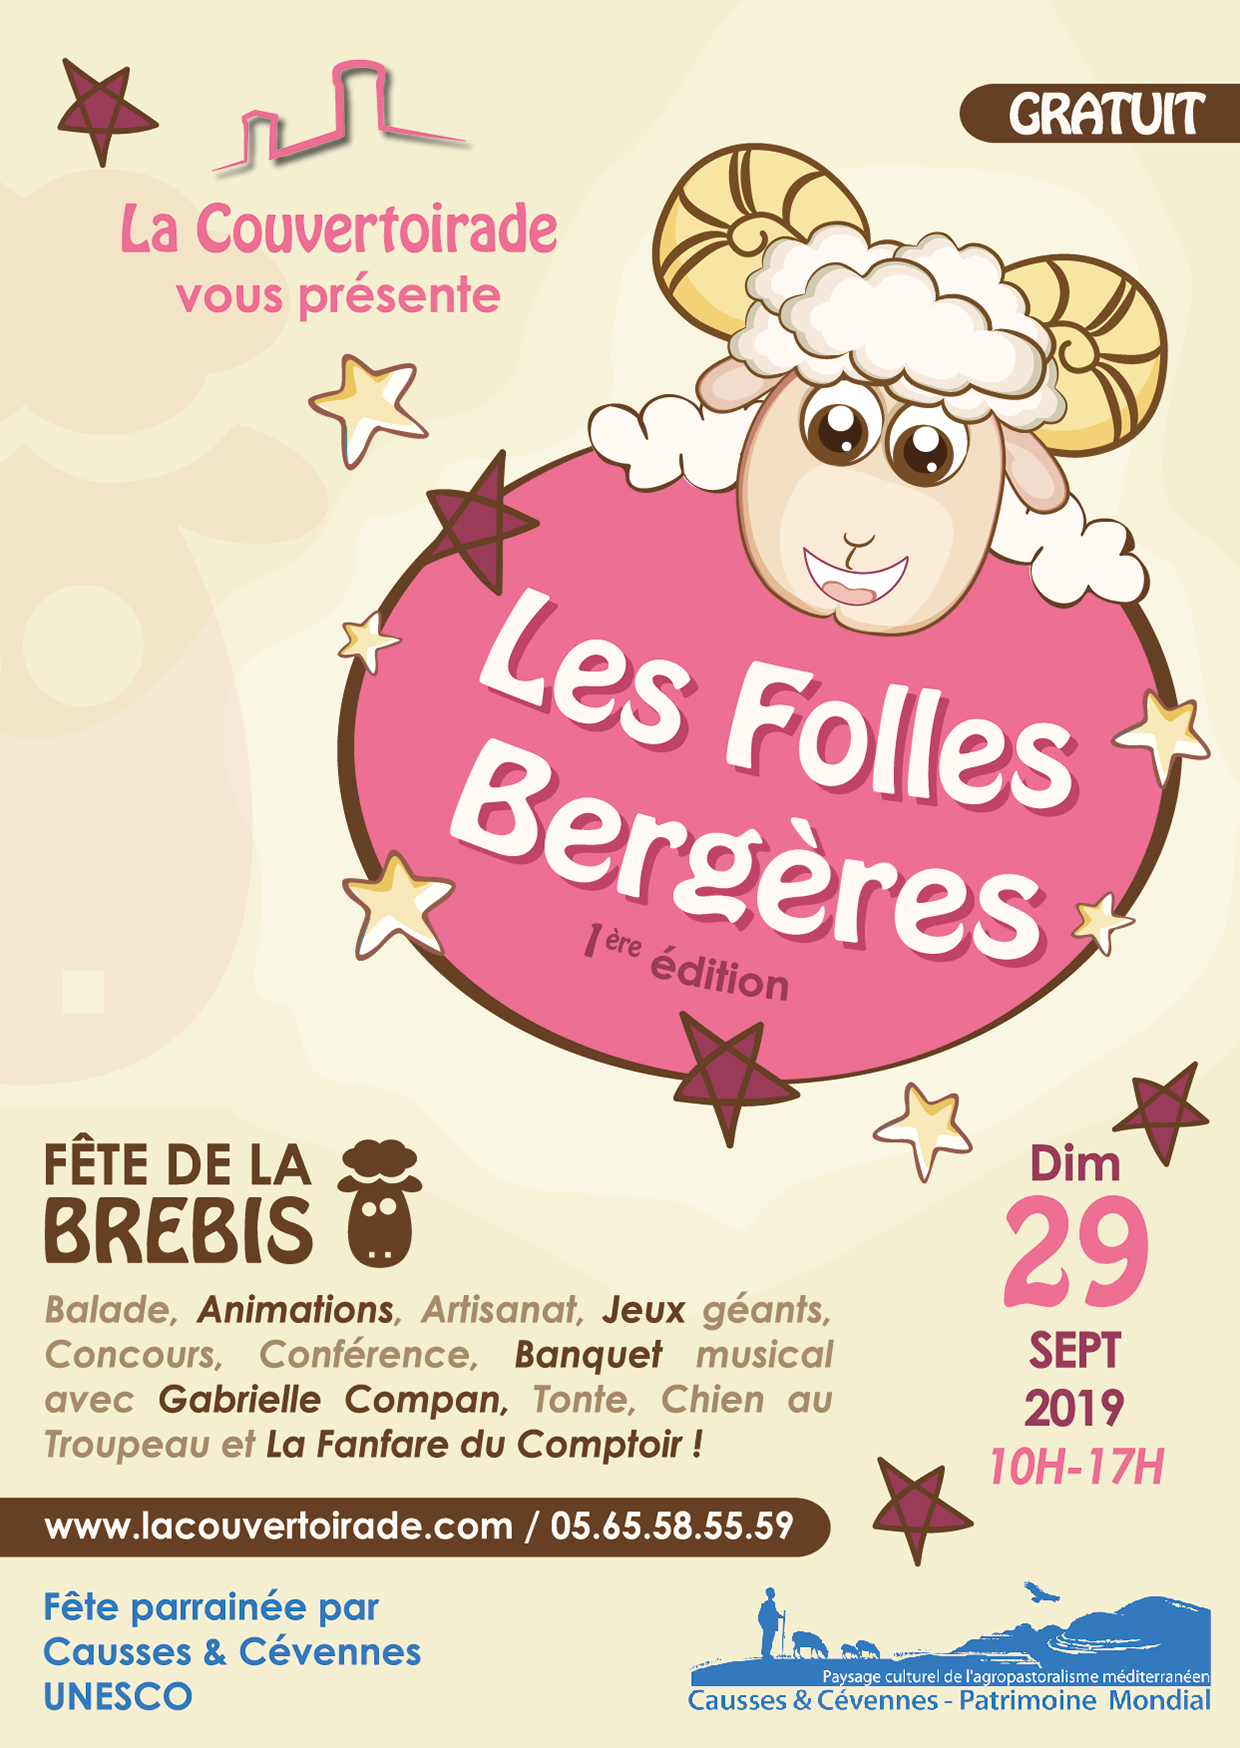 GRATUIT
La Couvertoirade
vous présente
Les Folles
Bergères
1ère édition
FÊTE DE LA
BREBIS
Balade, Animations, Artisanat, Jeux géants,
Concours, Conférence, Banquet musical
avec Gabrielle Compan, Tonte, Chien au
Troupeau et La Fanfare du Comptoir !
Dim
29
SEPT
2019
10H-17H
www.lacouvertoirade.com / 05.65.58.55.59
Fête parrainée par
Causses & Cévennes
UNESCO
Paysage culturel de l'agropastoralisme méditerranéen
Causses & Cévennes - Patrimoine Mondial